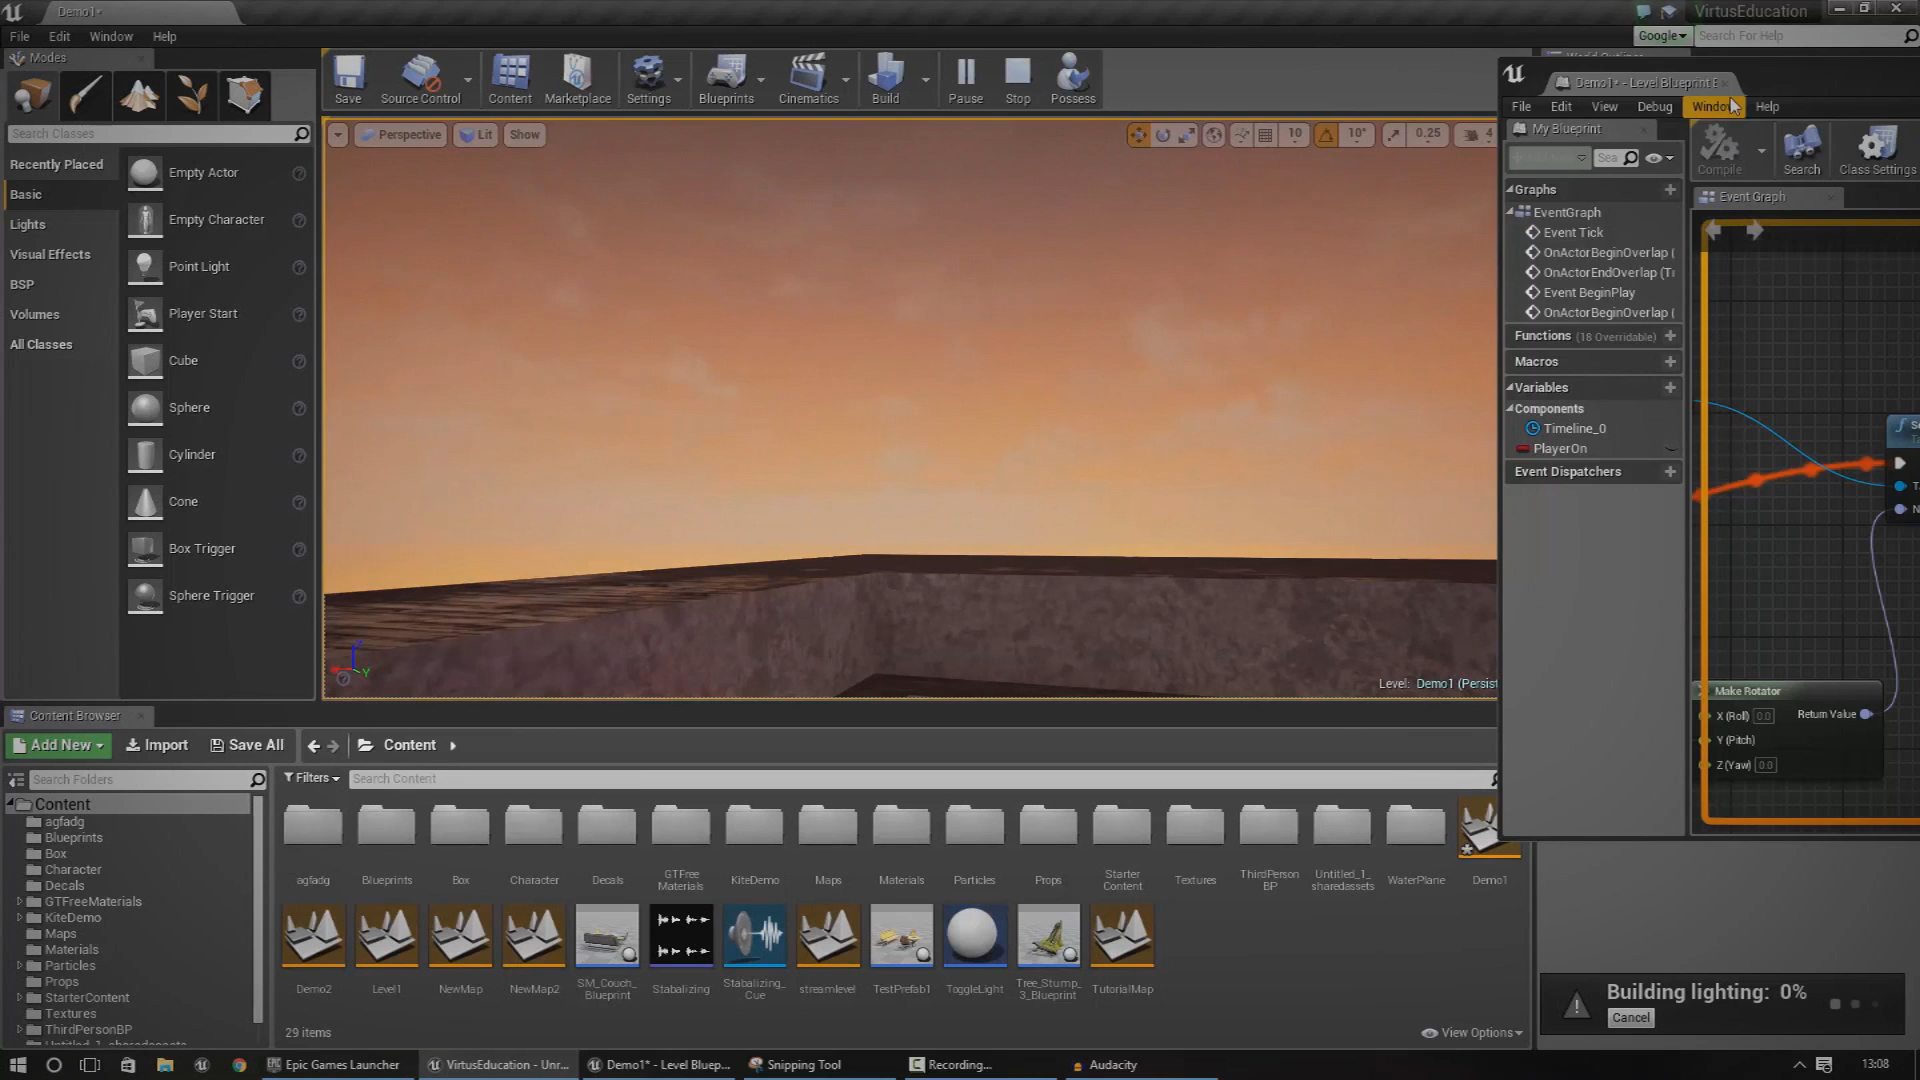 Demo1*
VirtusEducation
File Edit Window Help
Google
Search For Help
Modes
Search Classes
Recently Placed
Basic
Lights
Visual Effects
BSP
Volumes
All Classes
Empty Actor
Empty Character
Point Light
Player Start
Cube
Sphere
Cylinder
Cone
Box Trigger
Sphere Trigger
Save
Source Control
Content
Marketplace
Settings
Blueprints
Cinematics
Build
Pause
Stop
Possess
Perspective
Lit
Show
10
10°
0.25
4
Y
Level: Demo1 (Persist
Demo1* - Level Blueprint E
File Edit View Debug Window Help
My Blueprint
Sea
Compile
Search
Class Settings
Graphs
EventGraph
Event Tick
OnActorBeginOverlap (
OnActorEndOverlap (Tr
Event BeginPlay
OnActorBeginOverlap (
Functions (18 Overridable)
Macros
Variables
Components
Timeline_0
PlayerOn
Event Dispatchers
Event Graph
Make Rotator
X (Roll) 0.0
Return Value
Y (Pitch)
Z (Yaw) 0.0
Content Browser
Add New
Import
Save All
Content
Search Folders
Filters
Search Content
Content
agfadg
Blueprints
Box
Character
Decals
GTFreeMaterials
KiteDemo
Maps
Materials
Particles
Props
StarterContent
Textures
ThirdPersonBP
Untitled_1_sharedassets
agfadg
Blueprints
Box
Character
Decals
GTFree Materials
KiteDemo
Maps
Materials
Particles
Props
Starter Content
Textures
ThirdPerson BP
Untitled_1_ sharedassets
WaterPlane
Demo1
Demo2
Level1
NewMap
NewMap2
SM_Couch_ Blueprint
Stabalizing
Stabalizing_ Cue
streamlevel
TestPrefab1
ToggleLight
Tree_Stump_ 3_Blueprint
TutorialMap
29 items
View Options
Building lighting: 0%
Cancel
Epic Games Launcher
VirtusEducation - Unr...
Demo1* - Level Bluep...
Snipping Tool
Recording...
Audacity
13:08